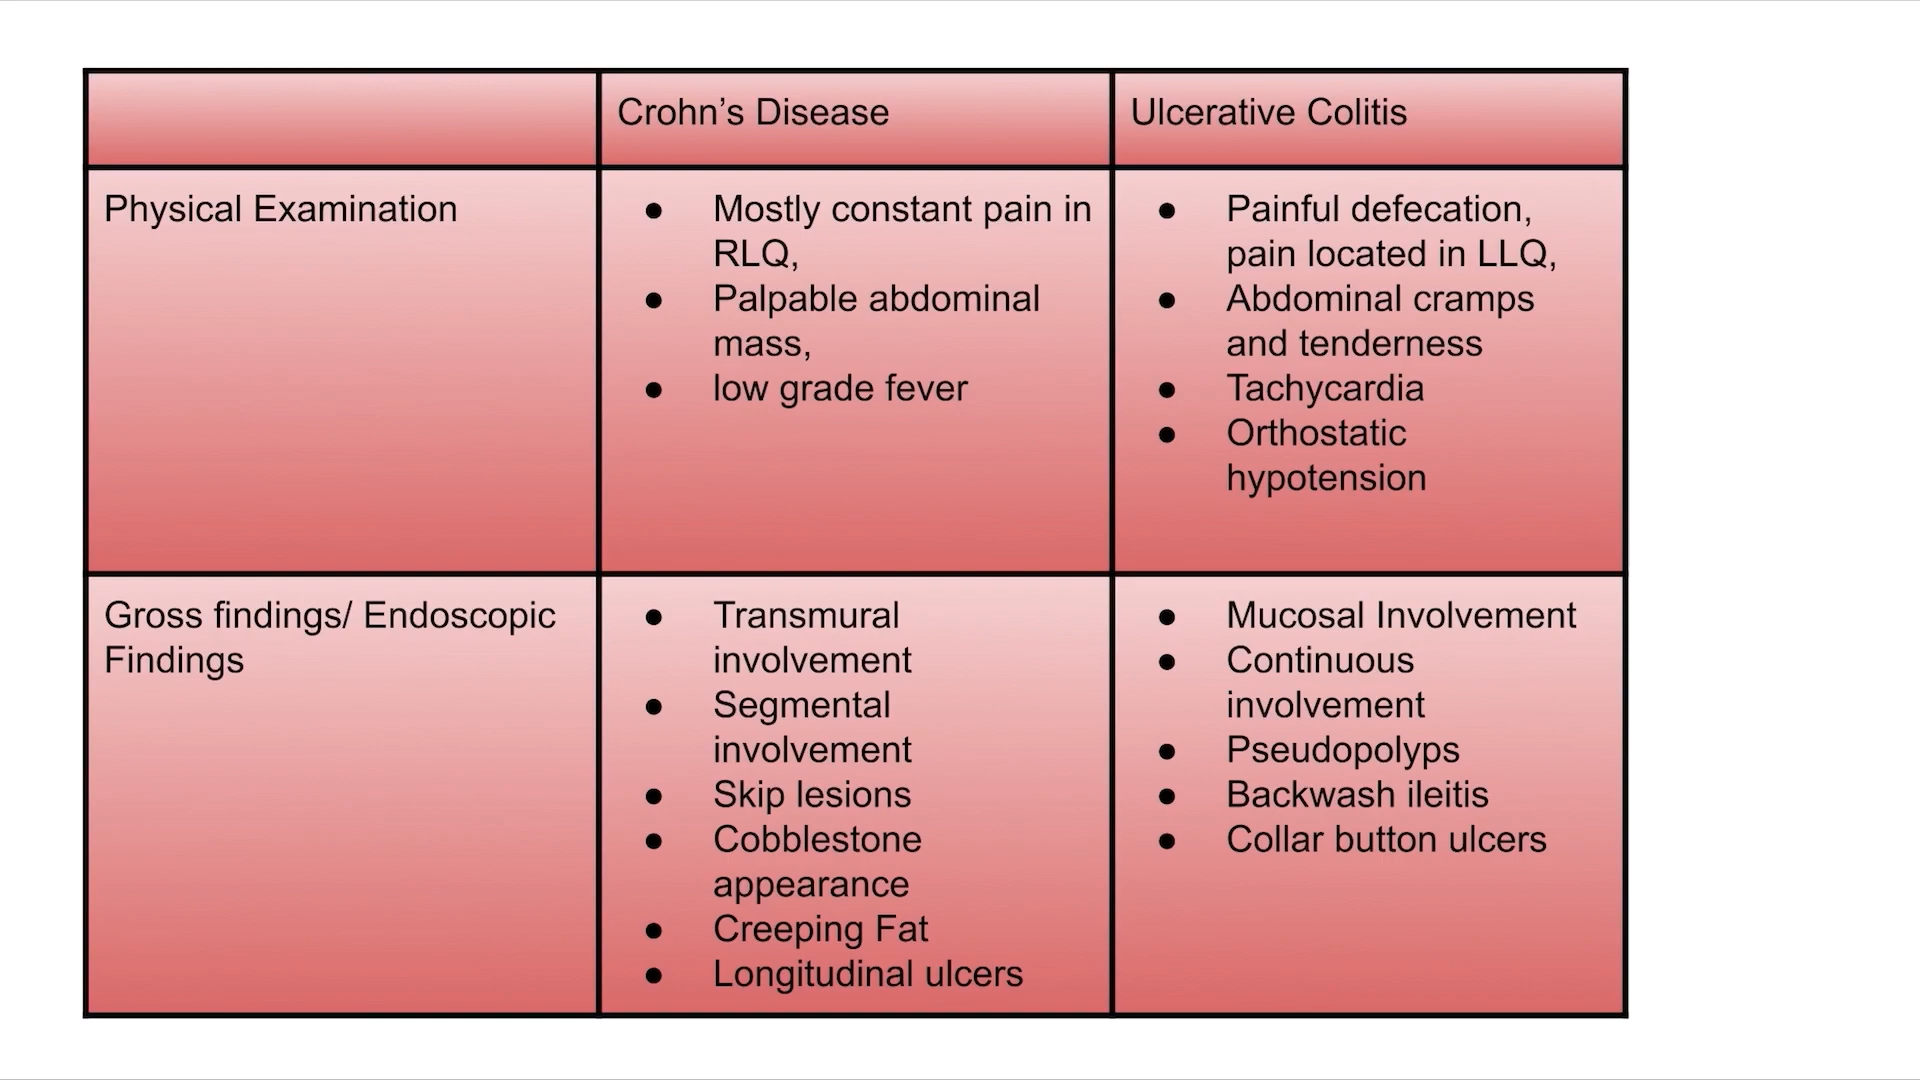 Crohn’s Disease
Ulcerative Colitis
Physical Examination
● Mostly constant pain in
RLQ,
● Palpable abdominal
mass,
● low grade fever
● Painful defecation,
pain located in LLQ,
● Abdominal cramps
and tenderness
● Tachycardia
● Orthostatic
hypotension
Gross findings/ Endoscopic
Findings
● Transmural
involvement
● Segmental
involvement
● Skip lesions
● Cobblestone
appearance
● Creeping Fat
● Longitudinal ulcers
● Mucosal Involvement
● Continuous
involvement
● Pseudopolyps
● Backwash ileitis
● Collar button ulcers